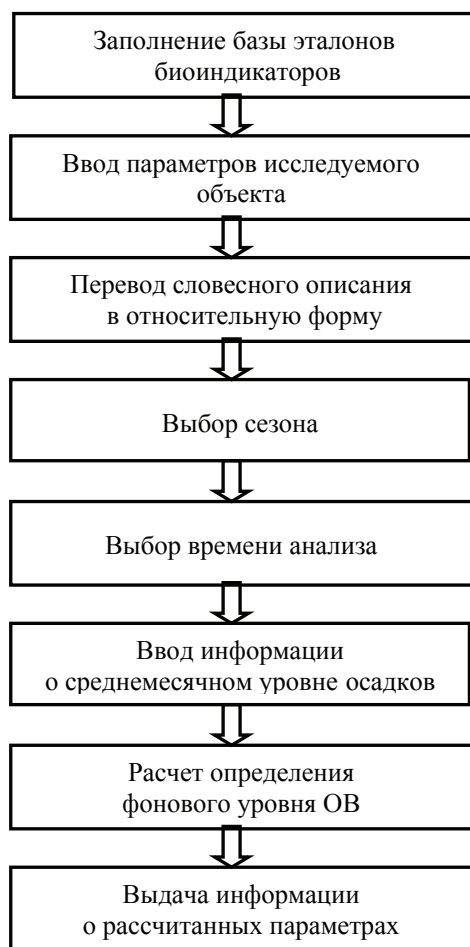 Заполнение базы эталонов
биоиндикаторов
Ввод параметров исследуемого
объекта
Перевод словесного описания
в относительную форму
Выбор сезона
Выбор времени анализа
Ввод информации
о среднемесячном уровне осадков
Расчет определения
фонового уровня ОВ
Выдача информации
о рассчитанных параметрах